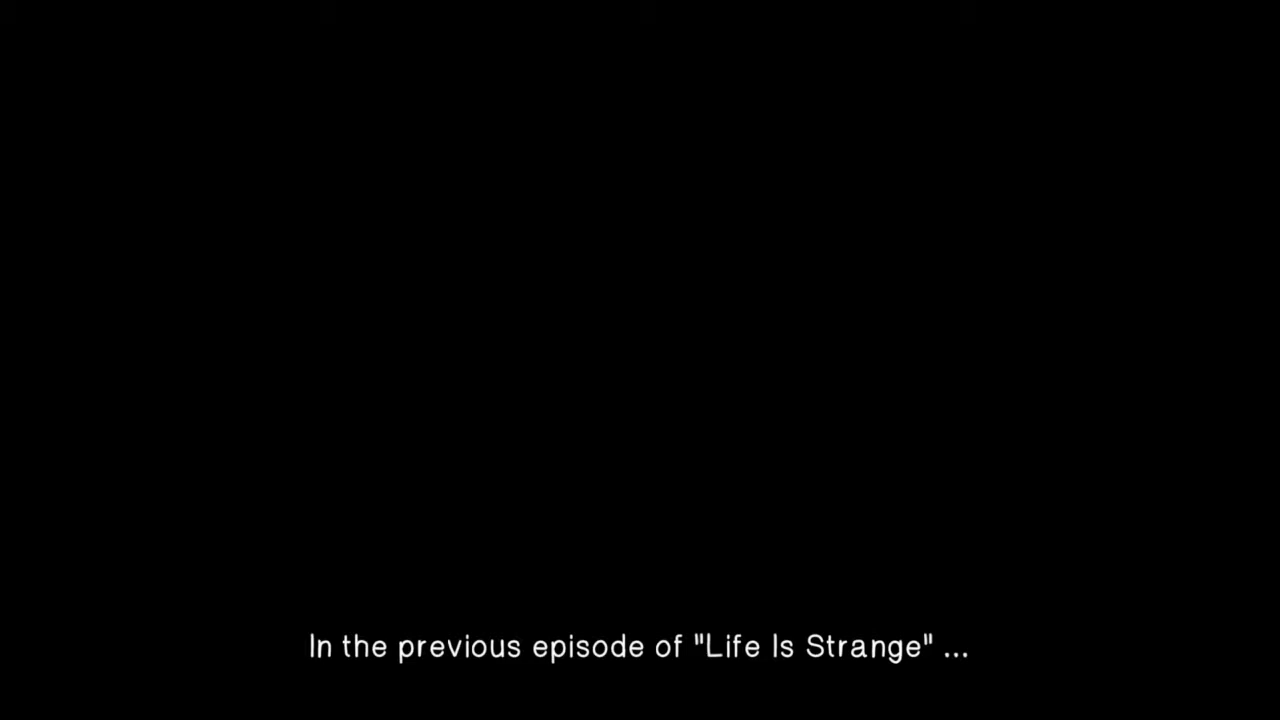 In the previous episode of "Life Is Strange" ...